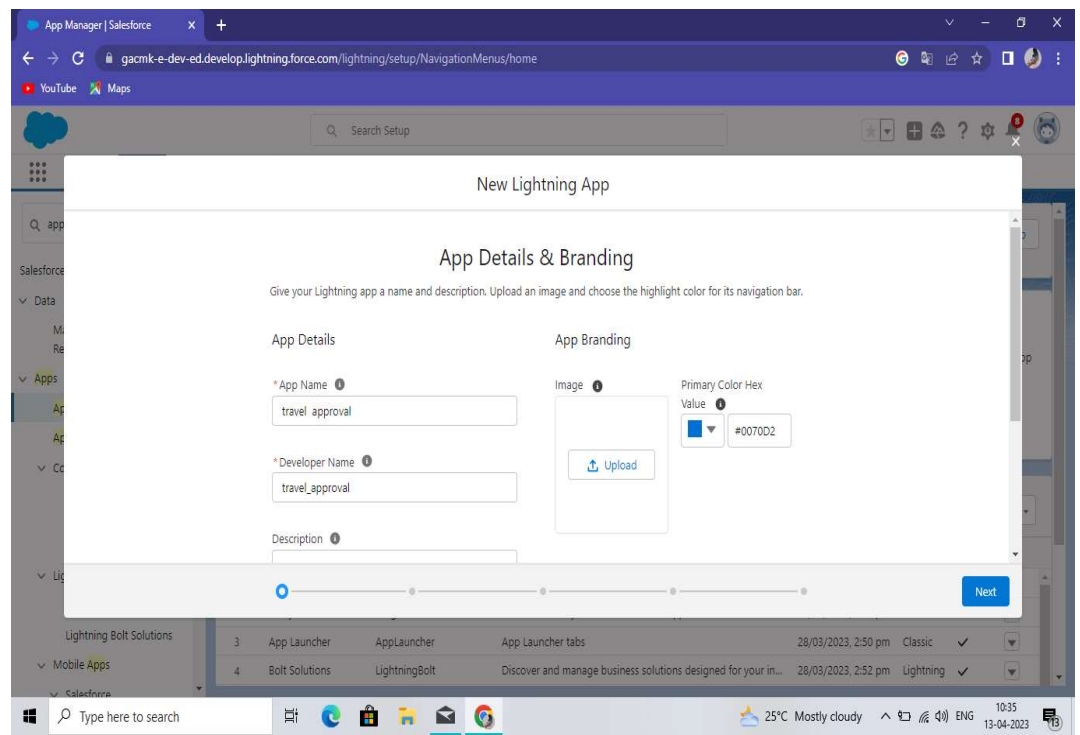 App Manager | Salesforce
gacmk-e-dev-ed.develop.lightning.force.com/lightning/setup/NavigationMenus/home
YouTube Maps
Search Setup
8
New Lightning App
app
Salesforce
App Details & Branding
Give your Lightning app a name and description. Upload an image and choose the highlight color for its navigation bar.
Data
App Details App Branding
Re
Apps
* App Name Image Primary Color Hex
Value
travel approval #0070D2
Ap
Ap
* Developer Name Upload
travel_approval
Description
Next
Lightning Bolt Solutions
3 App Launcher AppLauncher App Launcher tabs 28/03/2023, 2:50 pm Classic
Mobile Apps
4 Bolt Solutions LightningBolt Discover and manage business solutions designed for your in... 28/03/2023, 2:52 pm Lightning
Salesforce
Type here to search 25°C Mostly cloudy ENG 10:35
13-04-2023
13